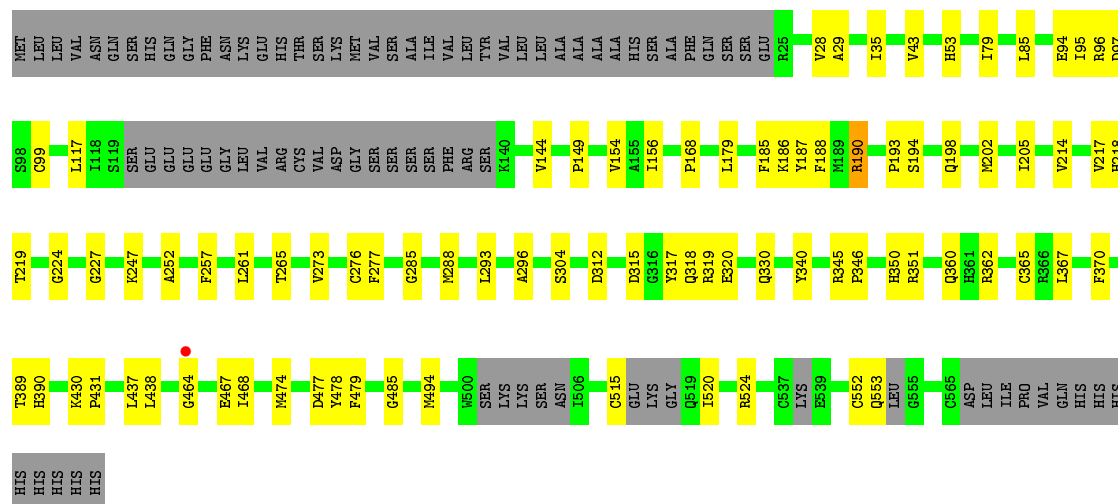 MET LEU LEU VAL ASN GLN SER HIS GLN GLY PHE ASN LYS GLU HIS THR SER LYS MET VAL SER ALA ILE VAL LEU TYR VAL LEU LEU ALA ALA ALA ALA HIS SER ALA PHE GLN SER SER GLU R25 V28 A29 I35 V43 H53 I79 L85 E94 I95 R96 D97
S98 C99 L117 I118 S119 SER GLU GLU GLU GLU GLY LEU VAL ARG CYS VAL ASP GLY SER SER SER SER PHE ARG SER K140 V144 P149 V154 A155 I156 P168 L179 F185 K186 Y187 F188 M189 R190 P193 S194 Q198 M202 I205 V214 V217 H218
T219 G224 G227 K247 A252 F257 L261 T265 V273 C276 F277 G285 M288 L293 A296 S304 D312 D315 G316 Y317 Q318 R319 E320 Q330 Y340 R345 P346 H350 R351 Q360 H361 R362 C365 R366 L367 F370
T389 H390 K430 P431 L437 L438 G464 E467 I468 M474 D477 Y478 F479 G485 M494 W500 SER LYS LYS SER ASN I506 C515 GLU LYS GLY Q519 I520 R524 C537 LYS E539 C552 Q553 LEU G555 C565 ASP LEU ILE PRO VAL GLN HIS HIS HIS
HIS HIS HIS HIS HIS